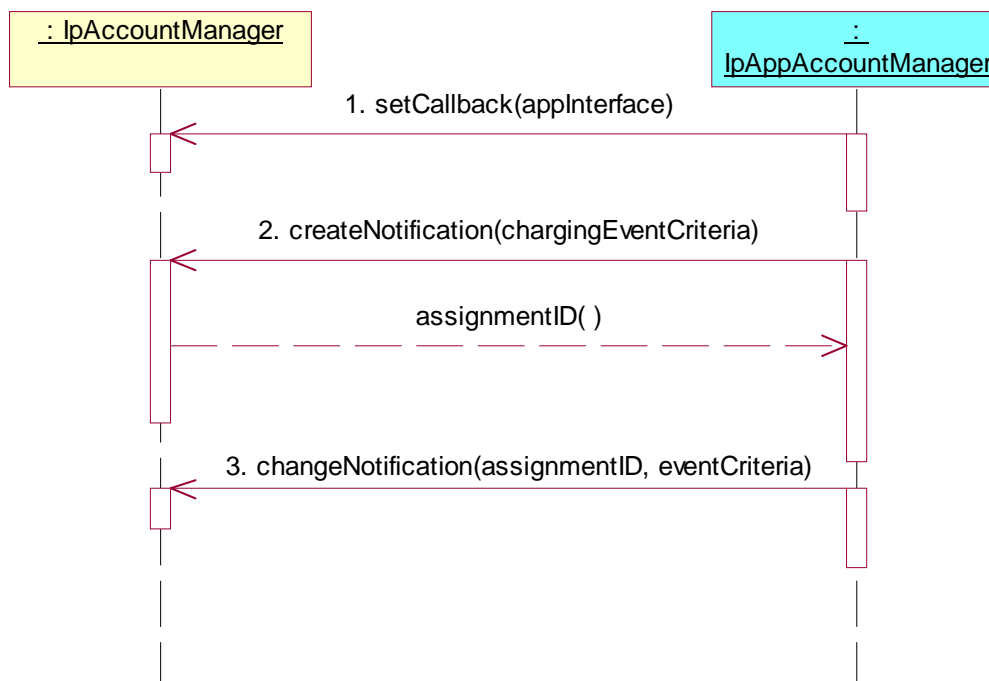 : IpAccountManager
:
IpAppAccountManager
1. setCallback(appInterface)
2. createNotification(chargingEventCriteria)
assignmentID( )
3. changeNotification(assignmentID, eventCriteria)